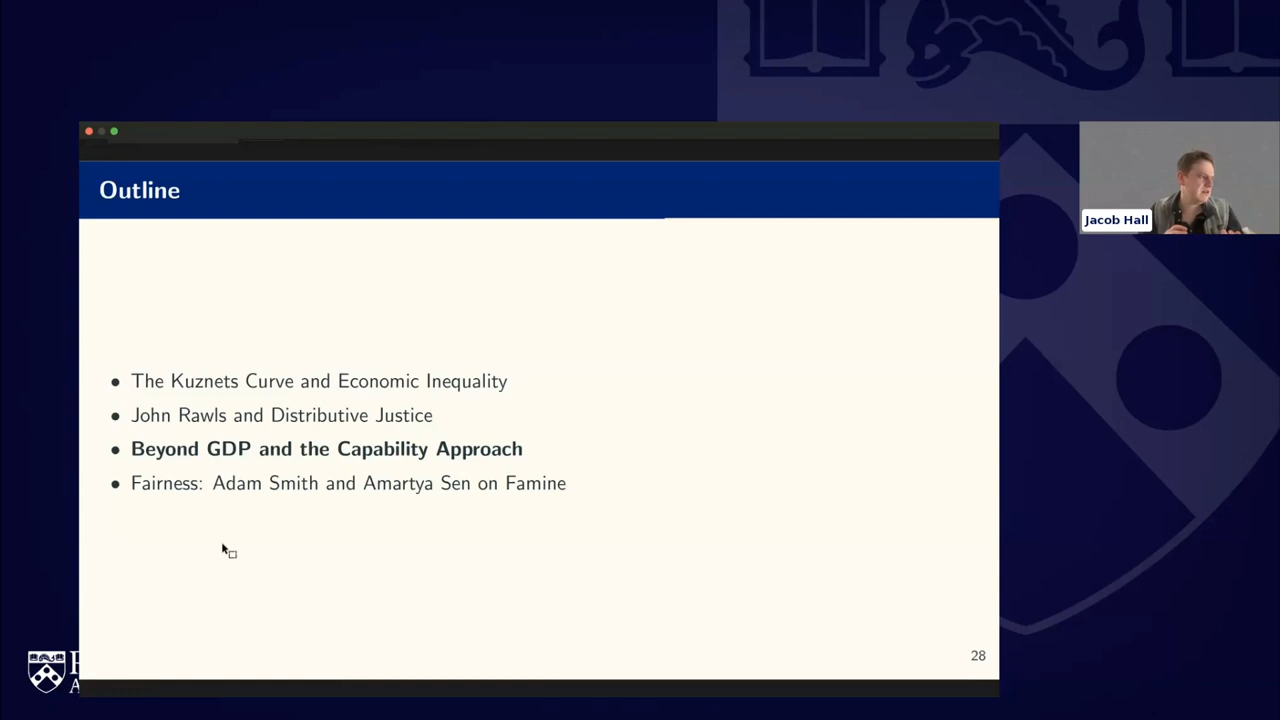 Outline
Jacob Hall
• The Kuznets Curve and Economic Inequality
• John Rawls and Distributive Justice
• Beyond GDP and the Capability Approach
• Fairness: Adam Smith and Amartya Sen on Famine
28